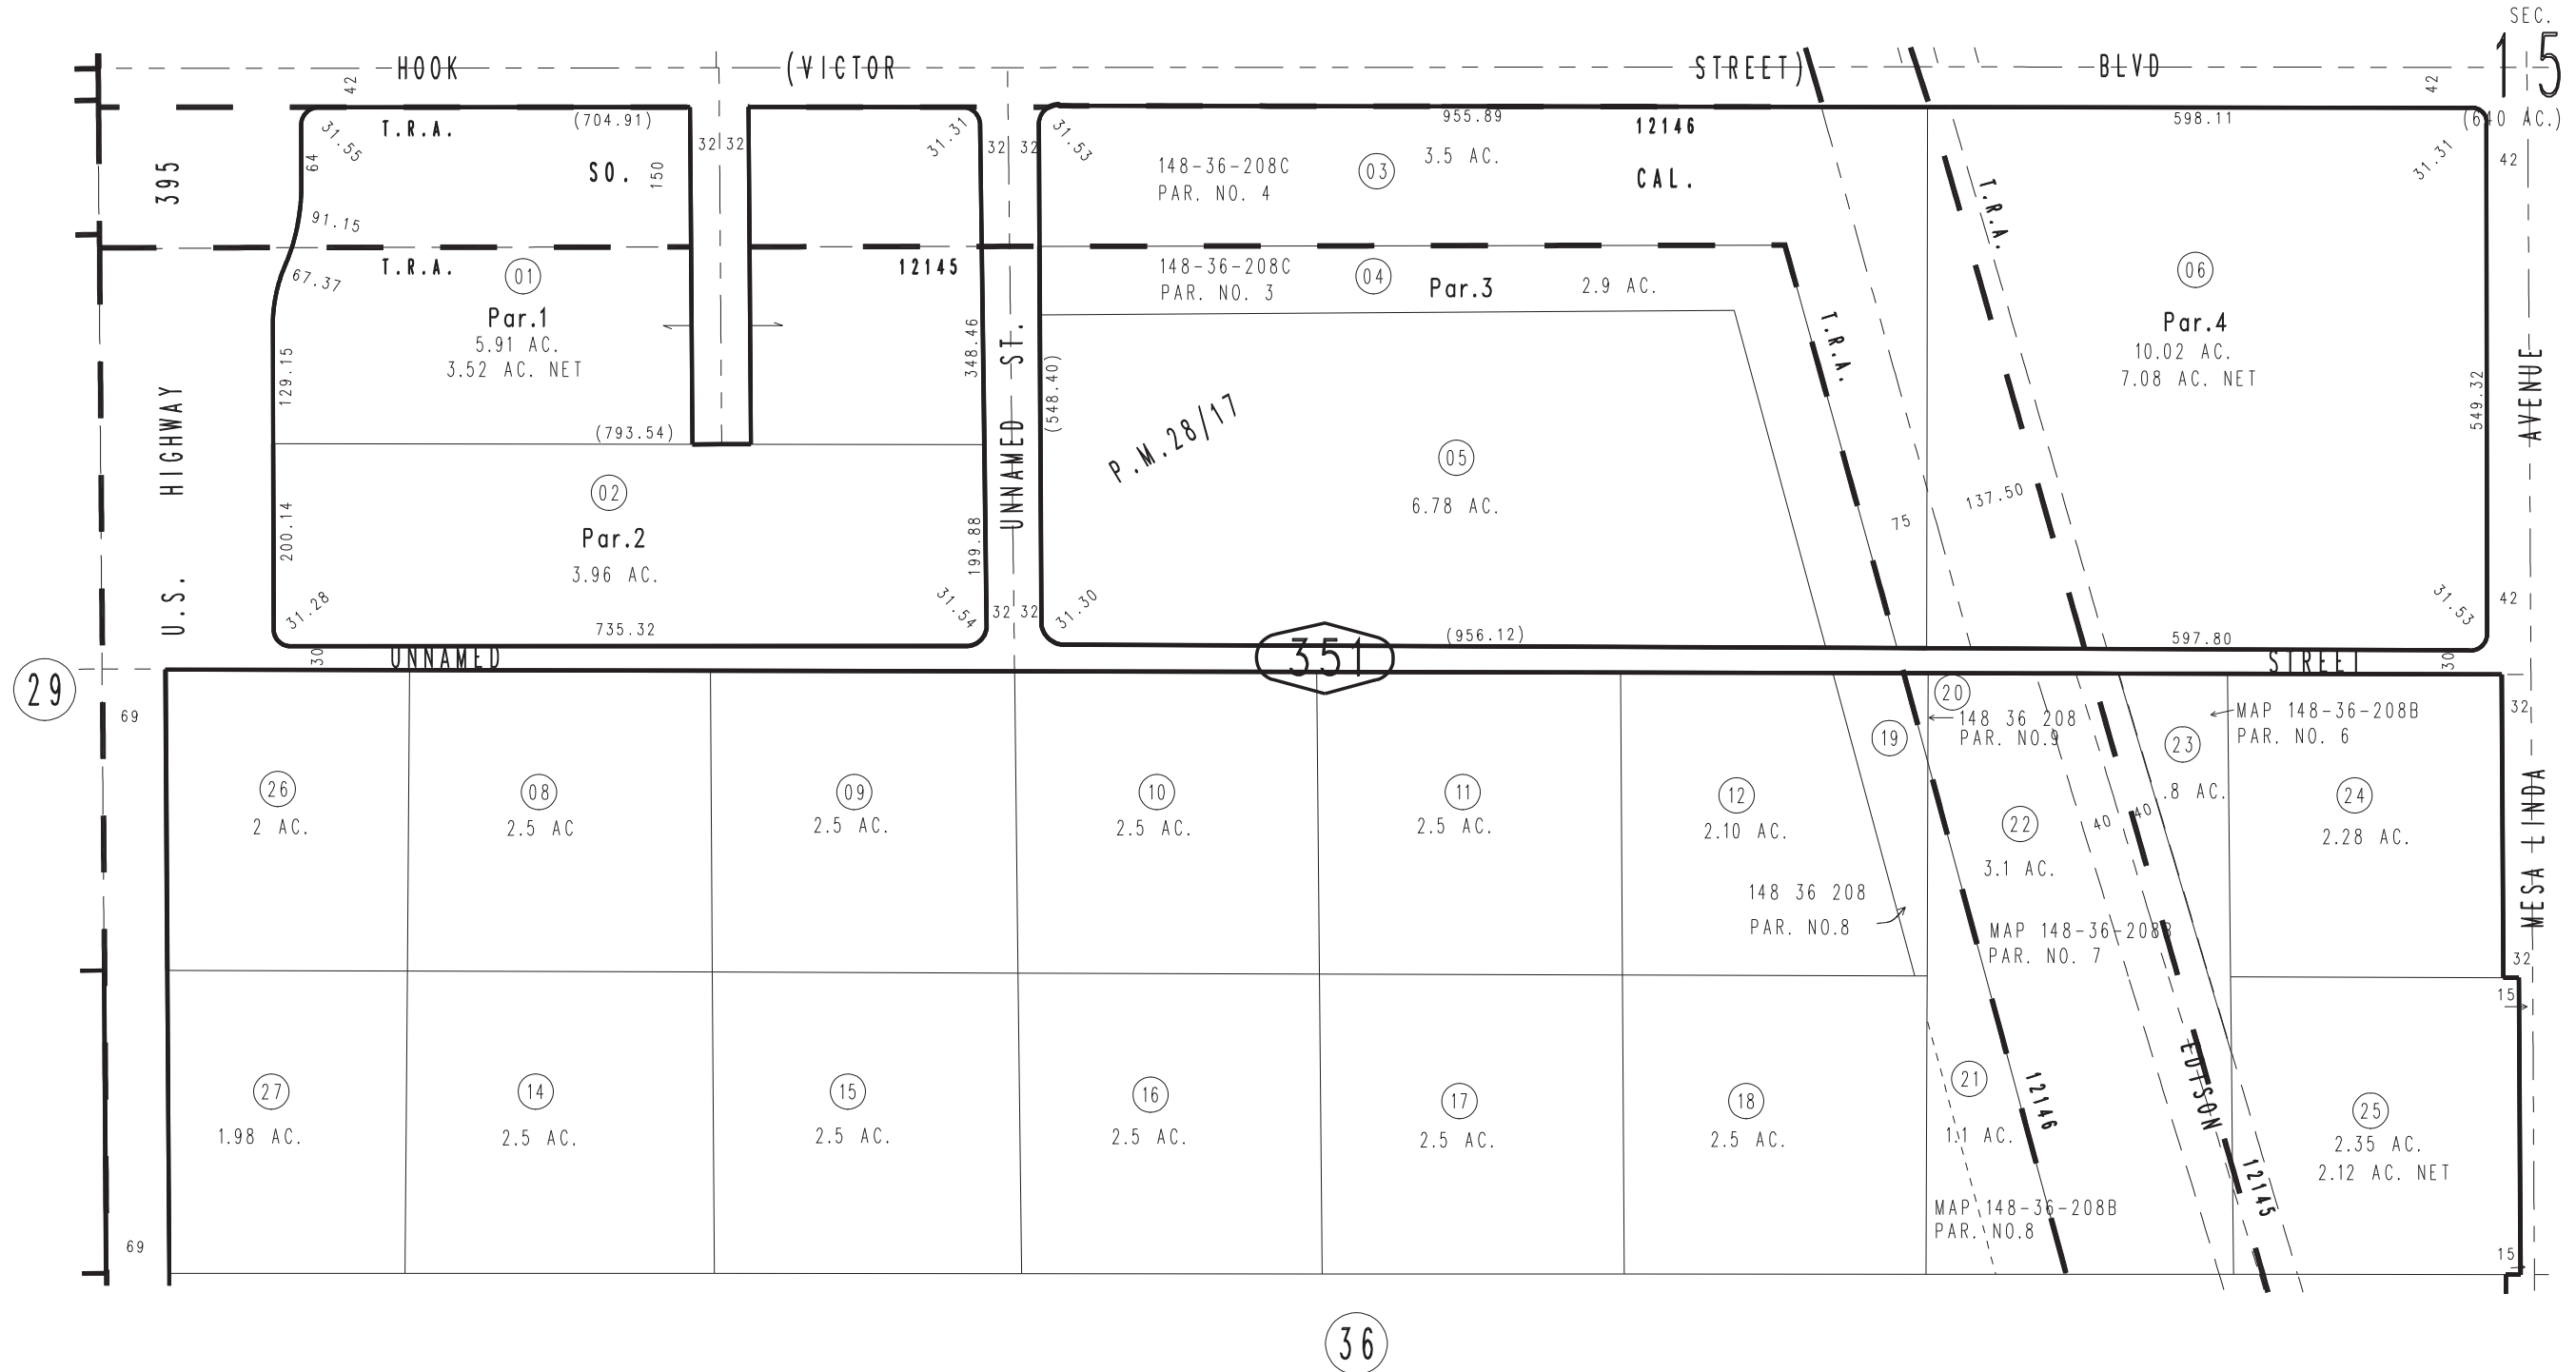 SEC.
15
(640 AC.)
HOOK (VICTOR STREET) BLVD
42
42
T.R.A.
(704.91)
31.55
64
SO.
150
32 32
31.31
32 32
31.53
955.89
12146
148-36-208C
PAR. NO. 4
03
3.5 AC.
CAL.
598.11
31.31
42
T.R.A.
395
91.15
T.R.A.
67.37
01
Par.1
5.91 AC.
3.52 AC. NET
12145
129.15
348.46
(793.54)
148-36-208C
PAR. NO. 3
04
Par.3
2.9 AC.
T.R.A.
06
Par.4
10.02 AC.
7.08 AC. NET
549.32
AVENUE
U.S. HIGHWAY
UNNAMED ST.
(548.40)
P.M.28/17
05
6.78 AC.
75
137.50
02
Par.2
3.96 AC.
200.14
199.88
31.28
735.32
31.54
32 32
31.30
(956.12)
597.80
31.53
42
30
UNNAMED
351
STREET
30
29
69
32
20
148 36 208
PAR. NO.9
MAP 148-36-208B
PAR. NO. 6
19
23
.8 AC.
26
2 AC.
08
2.5 AC
09
2.5 AC.
10
2.5 AC.
11
2.5 AC.
12
2.10 AC.
22
3.1 AC.
40 40
24
2.28 AC.
MESA LINDA
148 36 208
PAR. NO.8
MAP 148-36-208B
PAR. NO. 7
32
15
27
1.98 AC.
14
2.5 AC.
15
2.5 AC.
16
2.5 AC.
17
2.5 AC.
18
2.5 AC.
21
1.1 AC.
12146
EDISON
12145
25
2.35 AC.
2.12 AC. NET
MAP 148-36-208B
PAR. NO.8
69
15
36